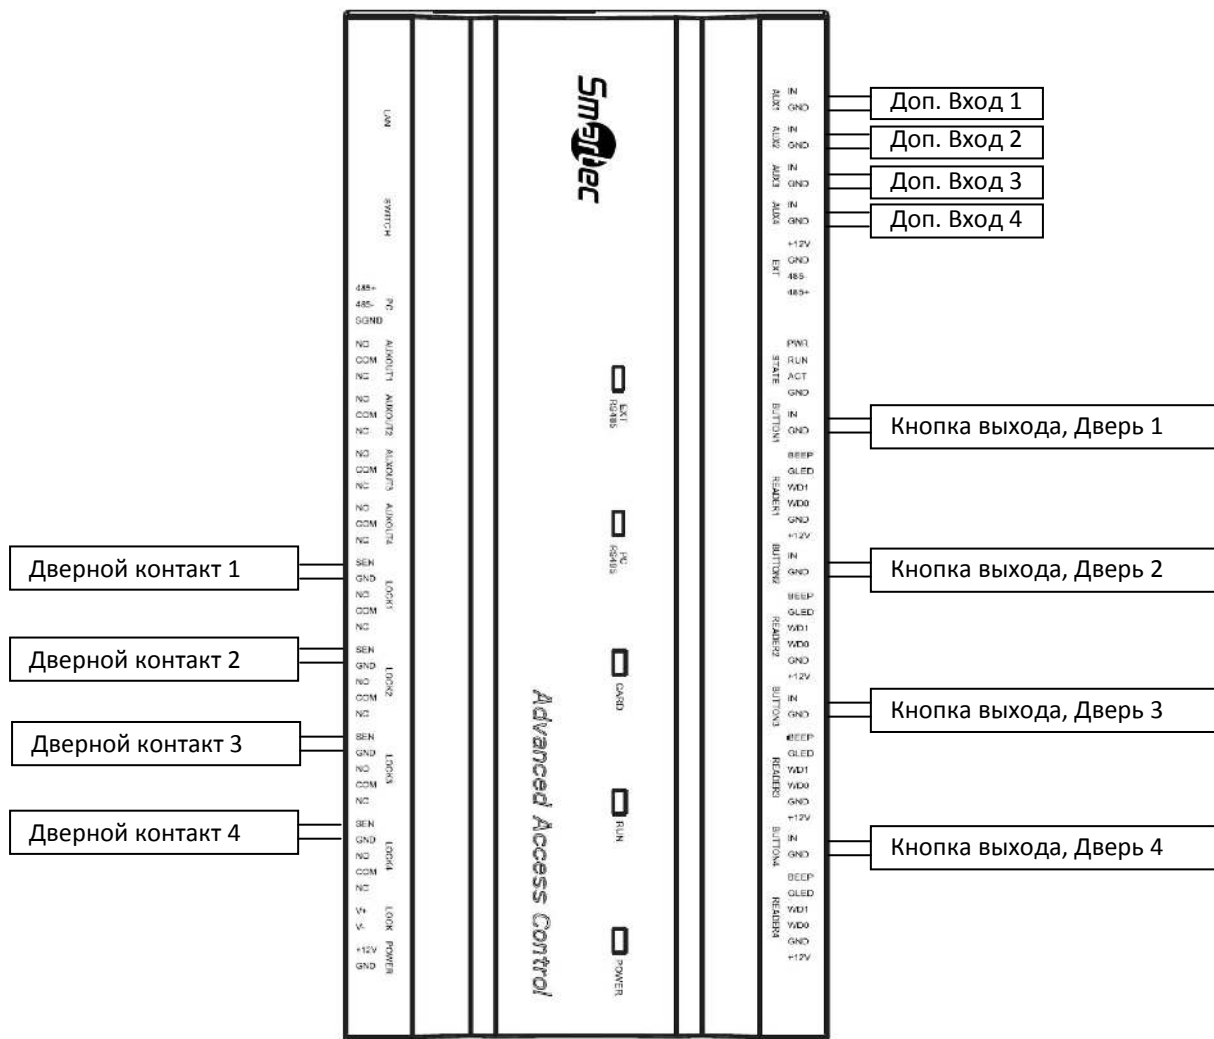 Smartec
Advanced Access Control
LAN
SWITCH
485+
485-
SGND
PC
NO
COM
NC
AUXOUT1
NO
COM
NC
AUXOUT2
NO
COM
NC
AUXOUT3
NO
COM
NC
AUXOUT4
Дверной контакт 1
SEN
GND
NO
COM
NC
LOCK1
Дверной контакт 2
SEN
GND
NO
COM
NC
LOCK2
Дверной контакт 3
SEN
GND
NO
COM
NC
LOCK3
Дверной контакт 4
SEN
GND
NO
COM
NC
LOCK4
V+
V-
LOCK
+12V
GND
POWER
EXT
RS485
PC
RS485
CARD
RUN
POWER
AUX1
IN
GND
Доп. Вход 1
AUX2
IN
GND
Доп. Вход 2
AUX3
IN
GND
Доп. Вход 3
AUX4
IN
GND
Доп. Вход 4
EXT
+12V
GND
485-
485+
STATE
PWR
RUN
ACT
GND
BUTTON1
IN
GND
Кнопка выхода, Дверь 1
READER1
BEEP
GLED
WD1
WD0
GND
+12V
BUTTON2
IN
GND
Кнопка выхода, Дверь 2
READER2
BEEP
GLED
WD1
WD0
GND
+12V
BUTTON3
IN
GND
Кнопка выхода, Дверь 3
READER3
BEEP
GLED
WD1
WD0
GND
+12V
BUTTON4
IN
GND
Кнопка выхода, Дверь 4
READER4
BEEP
GLED
WD1
WD0
GND
+12V